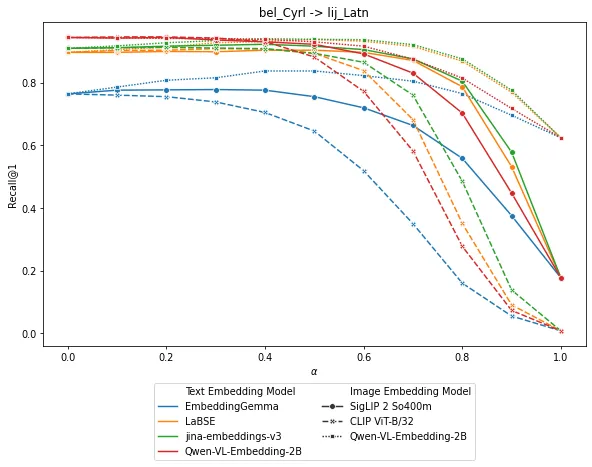 bel_Cyrl -> lij_Latn
Recall@1
0.8
0.6
0.4
0.2
0.0
0.0 0.2 0.4 0.6 0.8 1.0
α
Text Embedding Model Image Embedding Model
EmbeddingGemma SigLIP 2 So400m
LaBSE CLIP ViT-B/32
jina-embeddings-v3 Qwen-VL-Embedding-2B
Qwen-VL-Embedding-2B